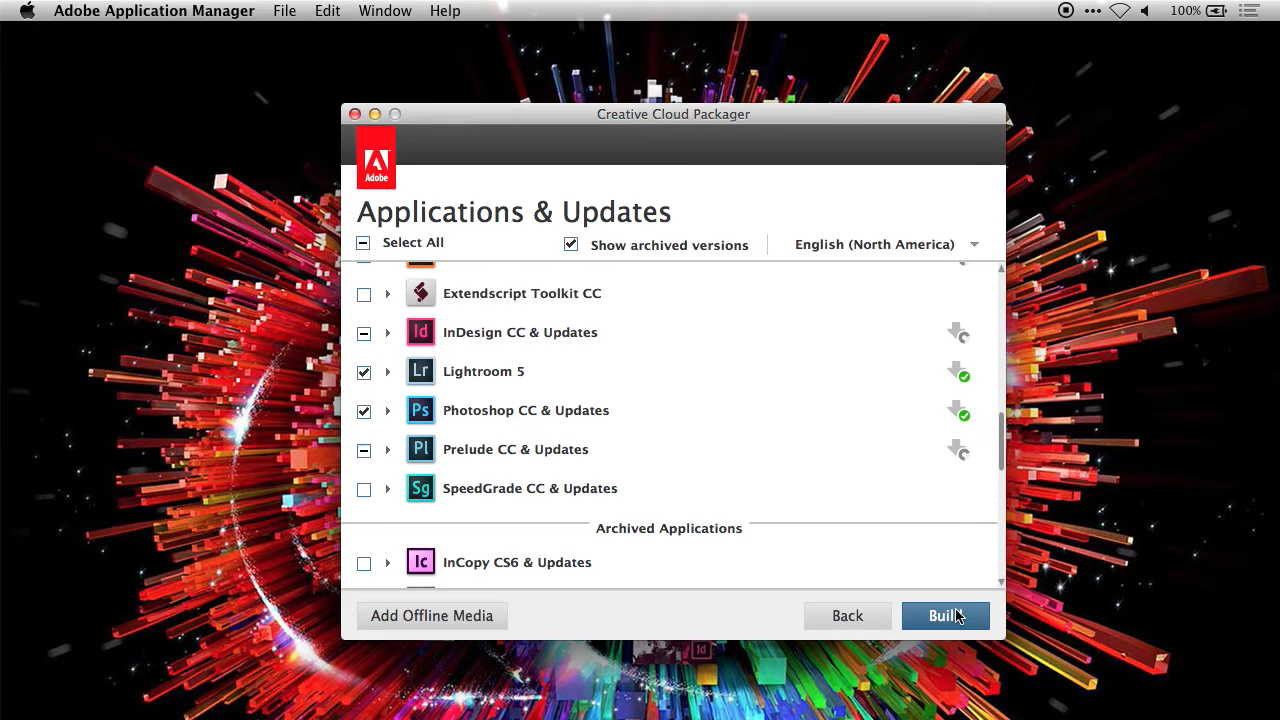 Adobe Application Manager File Edit Window Help 100%
Creative Cloud Packager
Adobe
Applications & Updates
Select All Show archived versions English (North America)
Extendscript Toolkit CC
Id InDesign CC & Updates
Lr Lightroom 5
Ps Photoshop CC & Updates
Pl Prelude CC & Updates
Sg SpeedGrade CC & Updates
Archived Applications
Ic InCopy CS6 & Updates
Add Offline Media Back Build
Id